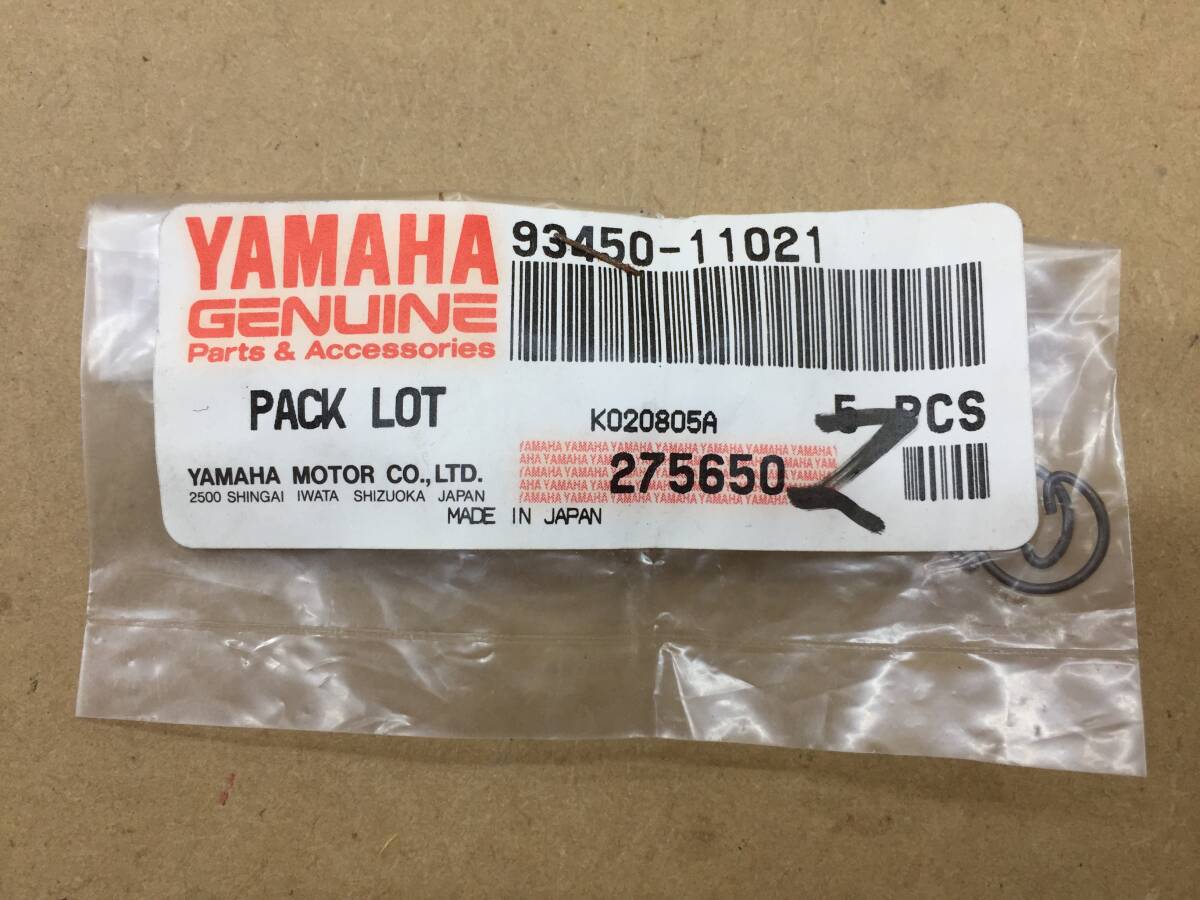 YAMAHA
GENUINE
Parts & Accessories
93450-11021
PACK LOT
K020805A
5 PCS
YAMAHA MOTOR CO., LTD.
2500 SHINGAI IWATA SHIZUOKA JAPAN
275650
MADE IN JAPAN